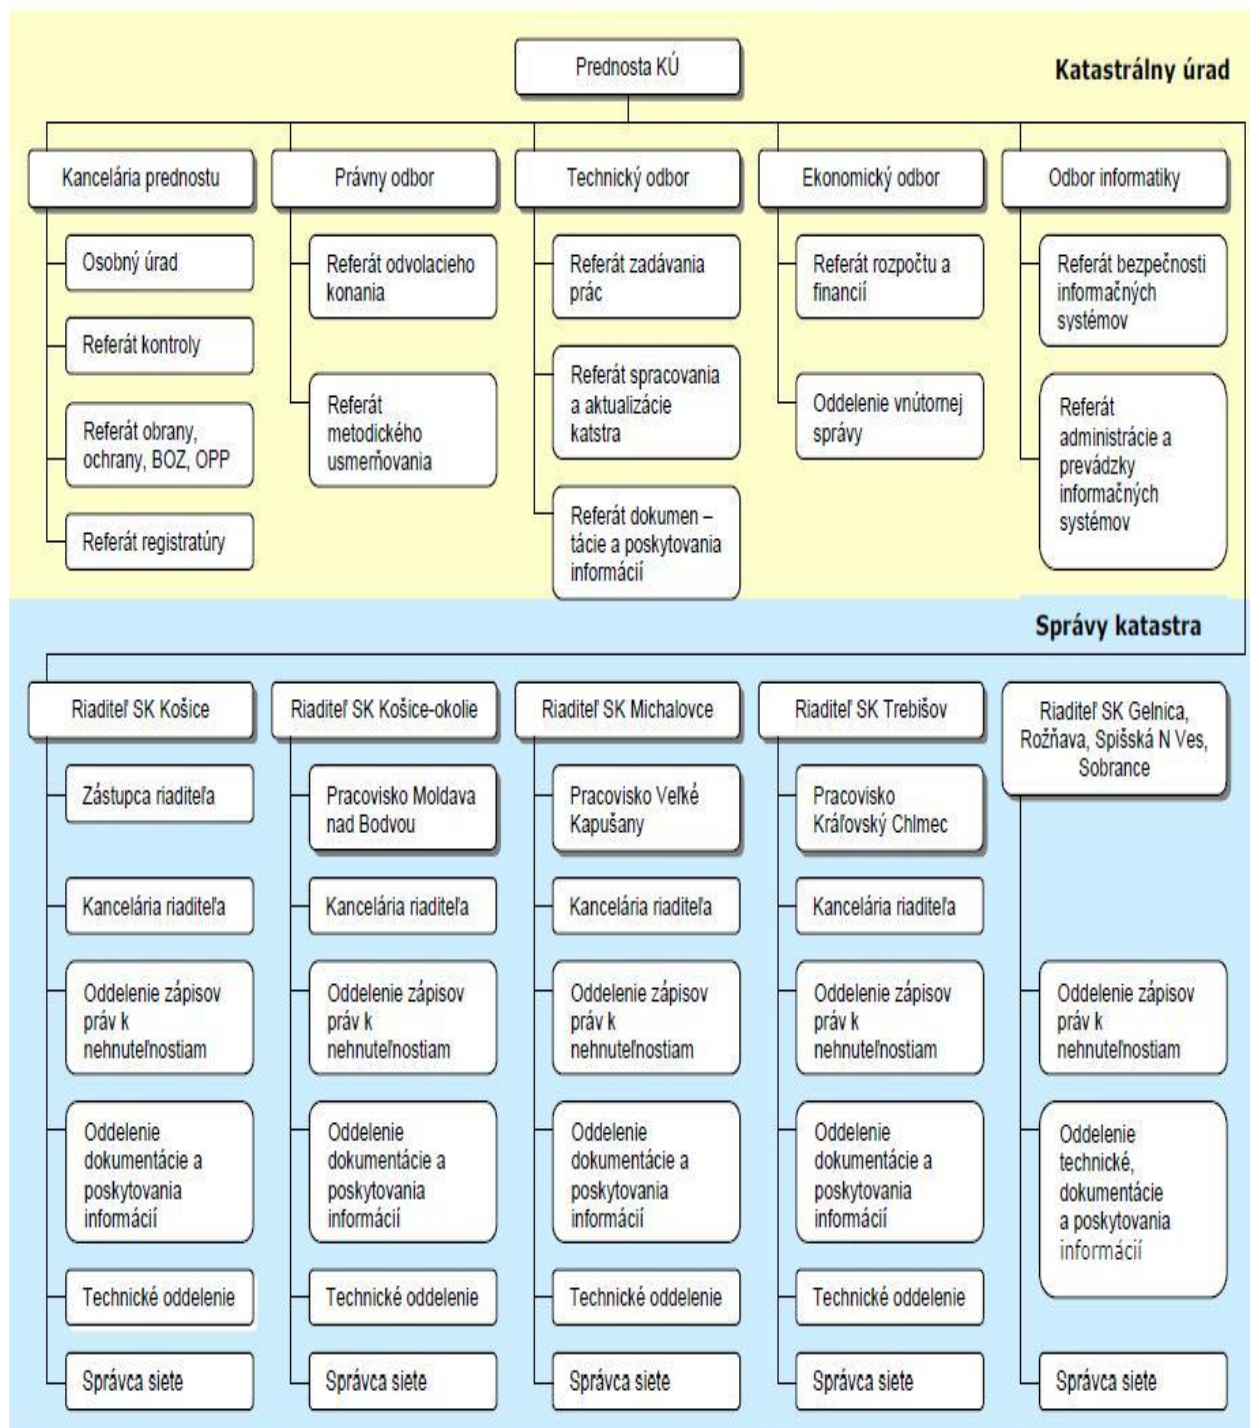 Prednosta KÚ
Katastrálny úrad
Kancelária prednostu
Osobný úrad
Referát kontroly
Referát obrany,
ochrany, BOZ, OPP
Referát registratúry
Právny odbor
Referát odvolacieho
konania
Referát
metodického
usmerňovania
Technický odbor
Referát zadávania
prác
Referát spracovania
a aktualizácie
katstra
Referát dokumen –
tácie a poskytovania
informácií
Ekonomický odbor
Referát rozpočtu a
financií
Oddelenie vnútornej
správy
Odbor informatiky
Referát bezpečnosti
informačných
systémov
Referát
administrácie a
prevádzky
informačných
systémov
Správy katastra
Riaditeľ SK Košice
Zástupca riaditeľa
Kancelária riaditeľa
Oddelenie zápisov
práv k
nehnuteľnostiam
Oddelenie
dokumentácie a
poskytovania
informácií
Technické oddelenie
Správca siete
Riaditeľ SK Košice-okolie
Pracovisko Moldava
nad Bodvou
Kancelária riaditeľa
Oddelenie zápisov
práv k
nehnuteľnostiam
Oddelenie
dokumentácie a
poskytovania
informácií
Technické oddelenie
Správca siete
Riaditeľ SK Michalovce
Pracovisko Veľké
Kapušany
Kancelária riaditeľa
Oddelenie zápisov
práv k
nehnuteľnostiam
Oddelenie
dokumentácie a
poskytovania
informácií
Technické oddelenie
Správca siete
Riaditeľ SK Trebišov
Pracovisko
Kráľovský Chlmec
Kancelária riaditeľa
Oddelenie zápisov
práv k
nehnuteľnostiam
Oddelenie
dokumentácie a
poskytovania
informácií
Technické oddelenie
Správca siete
Riaditeľ SK Gelnica,
Rožňava, Spišská N Ves,
Sobrance
Oddelenie zápisov
práv k
nehnuteľnostiam
Oddelenie
technické,
dokumentácie
a poskytovania
informácií
Správca siete